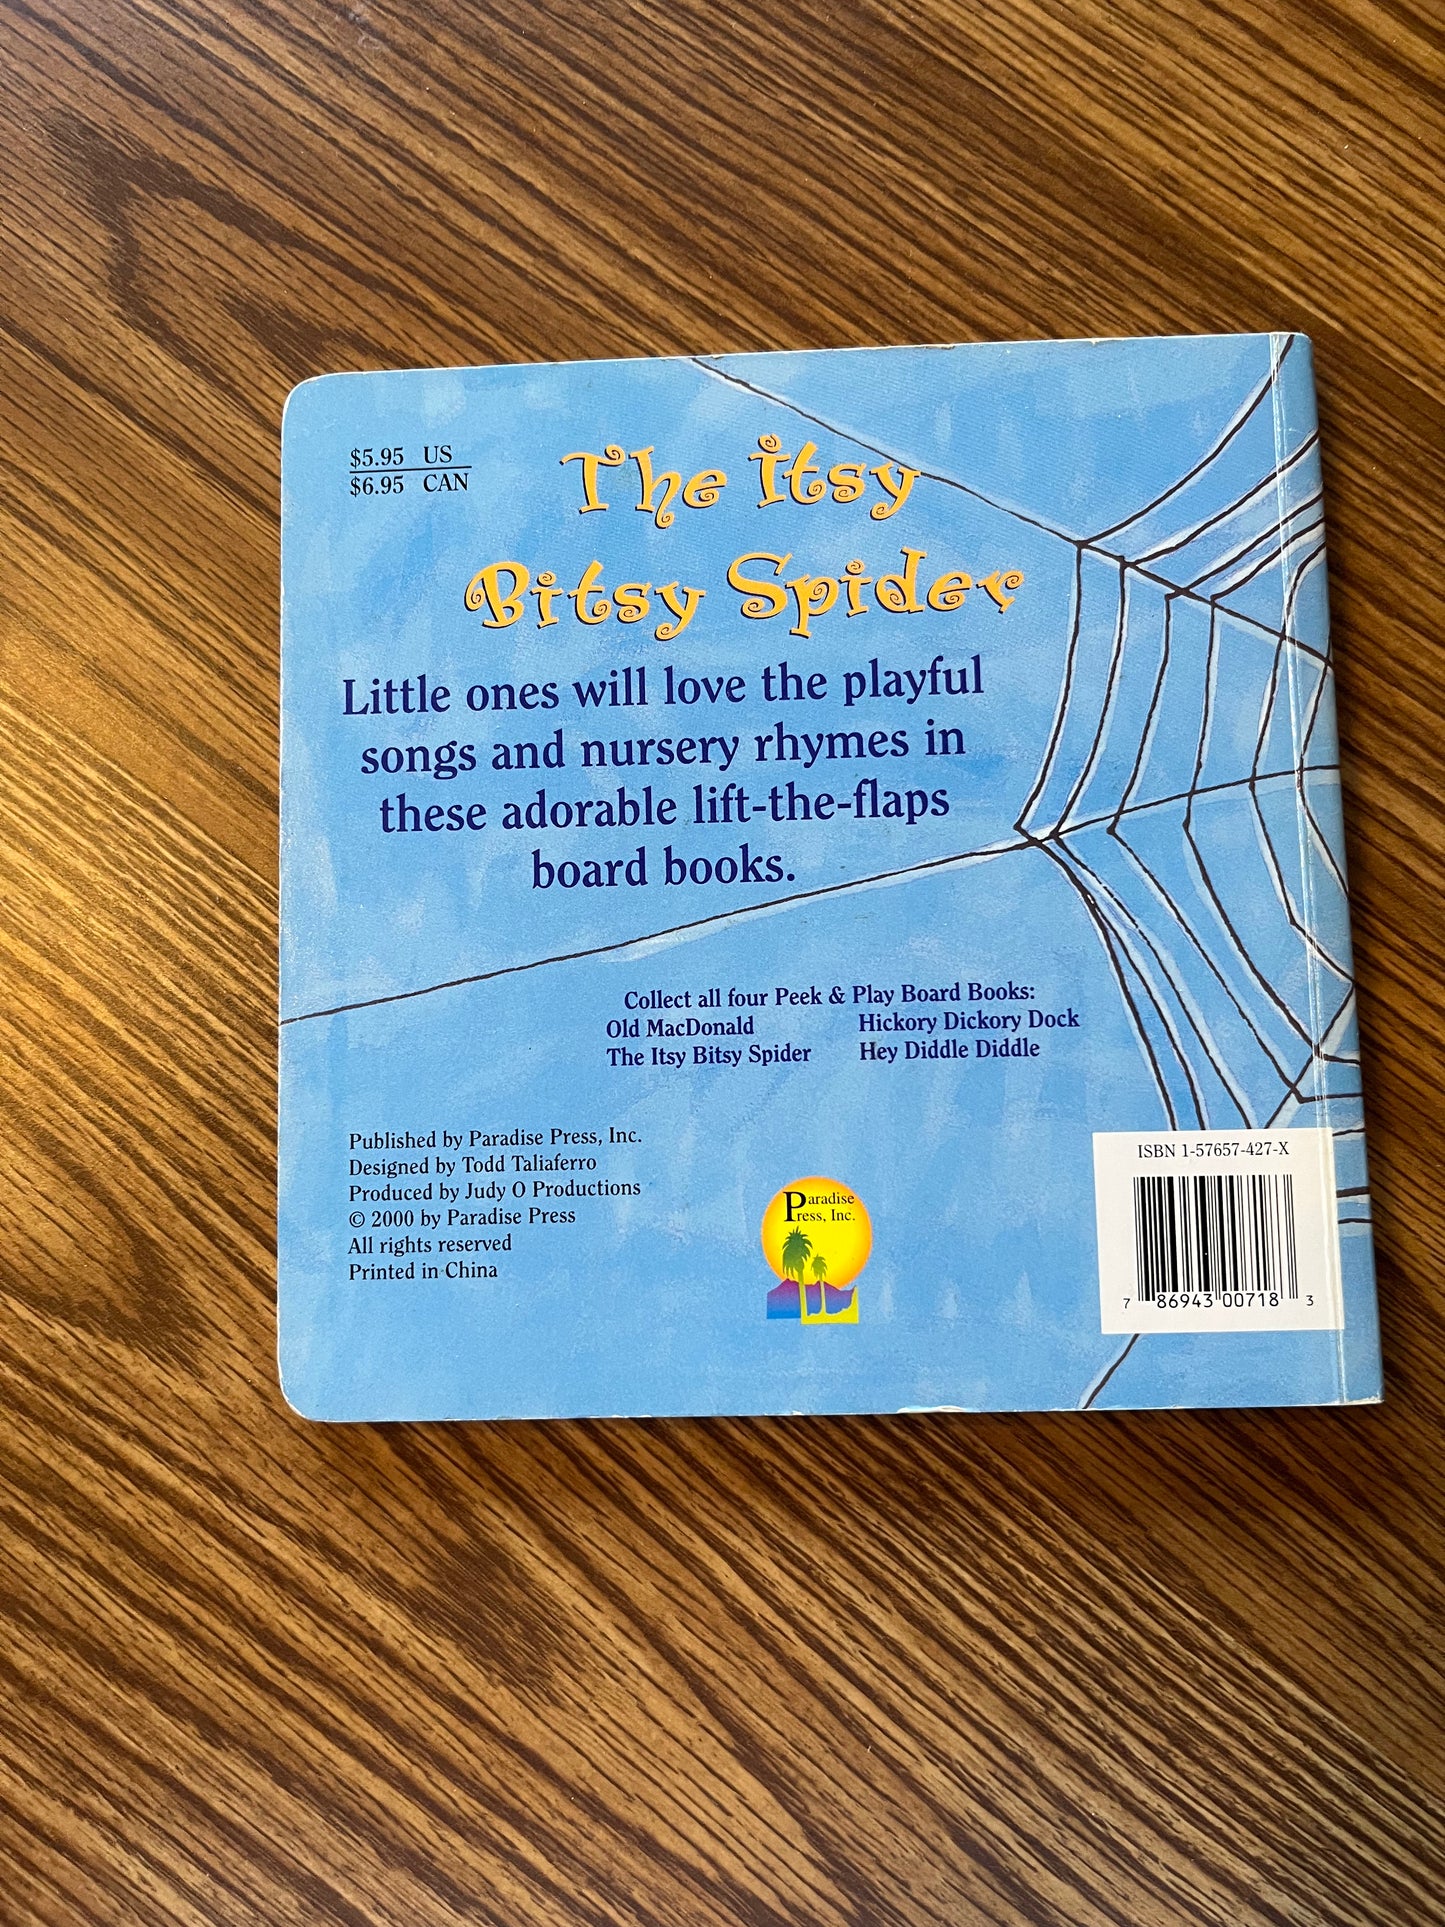 $5.95 US
$6.95 CAN
The Itsy
Bitsy Spider
Little ones will love the playful
songs and nursery rhymes in
these adorable lift-the-flaps
board books.
Collect all four Peek & Play Board Books:
Old MacDonald Hickory Dickory Dock
The Itsy Bitsy Spider Hey Diddle Diddle
Published by Paradise Press, Inc.
Designed by Todd Taliaferro
Produced by Judy O Productions
© 2000 by Paradise Press
All rights reserved
Printed in China
Paradise
Press, Inc.
ISBN 1-57657-427-X
7 86943 00718 3